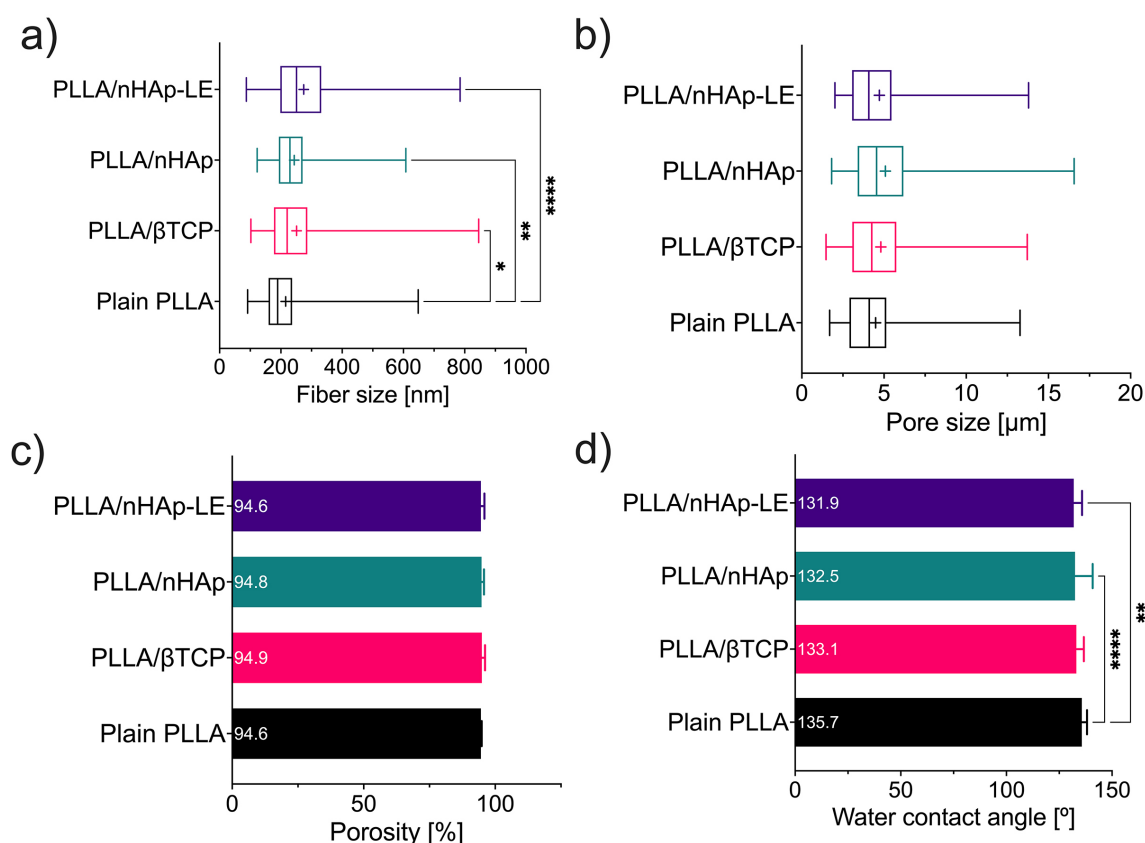 a)
PLLA/nHAp-LE
PLLA/nHAp
PLLA/βTCP
Plain PLLA
****
**
*
0 200 400 600 800 1000
Fiber size [nm]
b)
PLLA/nHAp-LE
PLLA/nHAp
PLLA/βTCP
Plain PLLA
0 5 10 15 20
Pore size [µm]
c)
PLLA/nHAp-LE 94.6
PLLA/nHAp 94.8
PLLA/βTCP 94.9
Plain PLLA 94.6
0 50 100
Porosity [%]
d)
PLLA/nHAp-LE 131.9
PLLA/nHAp 132.5
PLLA/βTCP 133.1
Plain PLLA 135.7
**
****
0 50 100 150
Water contact angle [º]